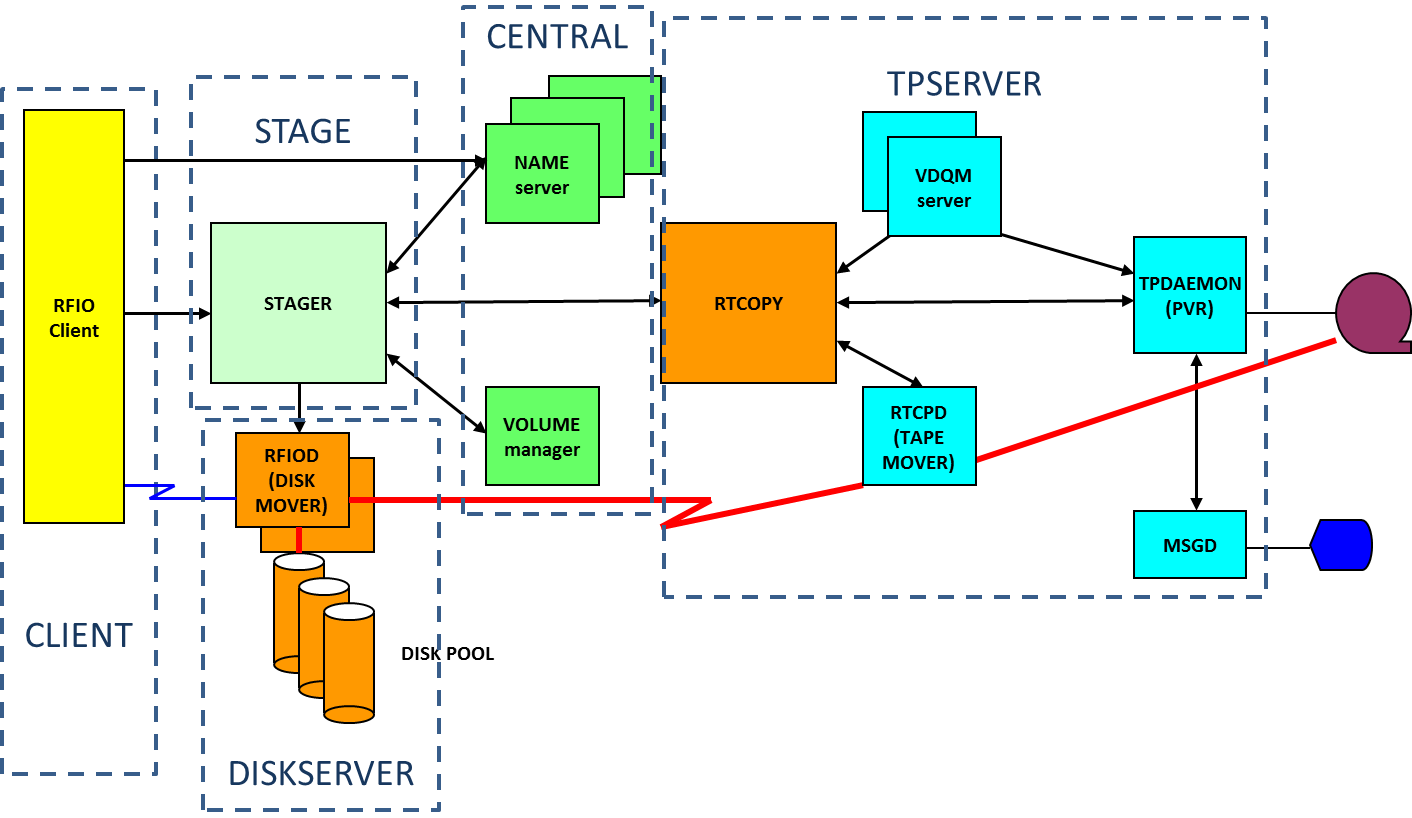 CENTRAL
TPSERVER
STAGE
NAME
server
VDQM
server
RFIO
Client
STAGER
RTCOPY
TPDAEMON
(PVR)
VOLUME
manager
RTCPD
(TAPE
MOVER)
RFIOD
(DISK
MOVER)
MSGD
CLIENT
DISK POOL
DISKSERVER